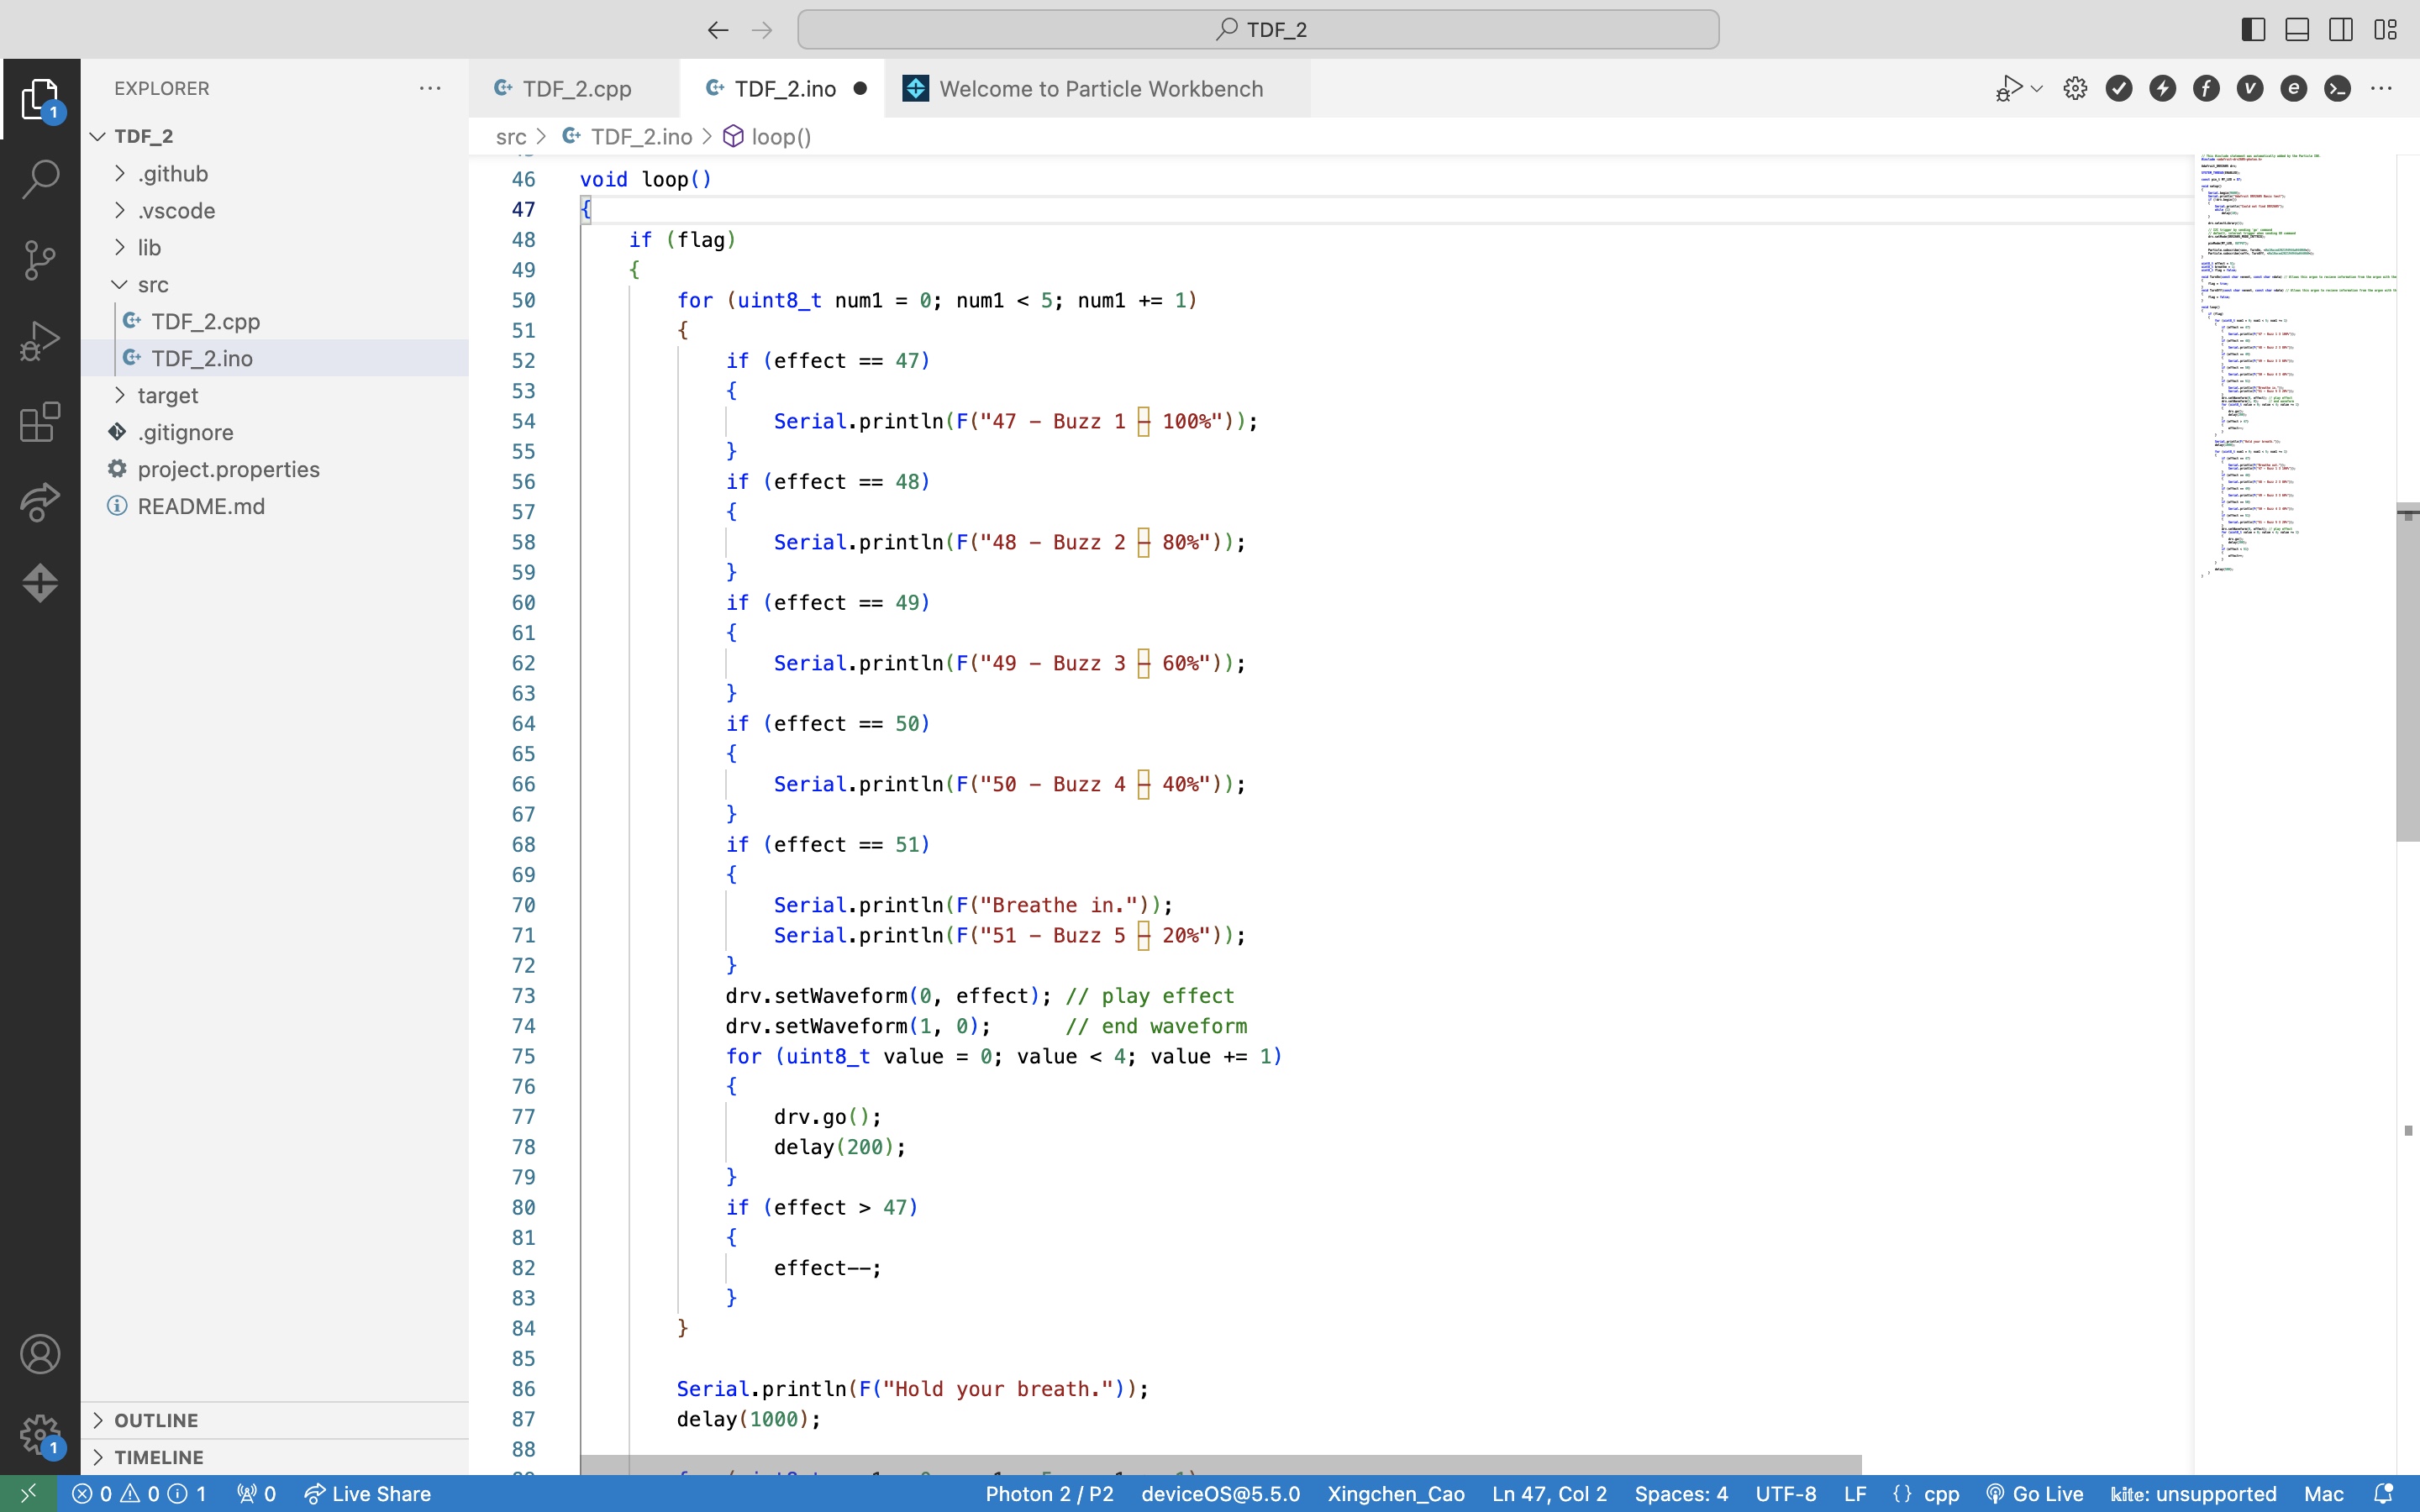 TDF_2
EXPLORER
TDF_2
.github
.vscode
lib
src
TDF_2.cpp
TDF_2.ino
target
.gitignore
project.properties
README.md
OUTLINE
TIMELINE
1
1
TDF_2.cpp
TDF_2.ino
Welcome to Particle Workbench
src > TDF_2.ino > loop()
46 void loop()
47 {
48 if (flag)
49 {
50 for (uint8_t num1 = 0; num1 < 5; num1 += 1)
51 {
52 if (effect == 47)
53 {
54 Serial.println(F("47 − Buzz 1 – 100%"));
55 }
56 if (effect == 48)
57 {
58 Serial.println(F("48 − Buzz 2 – 80%"));
59 }
60 if (effect == 49)
61 {
62 Serial.println(F("49 − Buzz 3 – 60%"));
63 }
64 if (effect == 50)
65 {
66 Serial.println(F("50 − Buzz 4 – 40%"));
67 }
68 if (effect == 51)
69 {
70 Serial.println(F("Breathe in."));
71 Serial.println(F("51 − Buzz 5 – 20%"));
72 }
73 drv.setWaveform(0, effect); // play effect
74 drv.setWaveform(1, 0); // end waveform
75 for (uint8_t value = 0; value < 4; value += 1)
76 {
77 drv.go();
78 delay(200);
79 }
80 if (effect > 47)
81 {
82 effect--;
83 }
84 }
85
86 Serial.println(F("Hold your breath."));
87 delay(1000);
88
0 0 1 0 Live Share Photon 2 / P2 deviceOS@5.5.0 Xingchen_Cao Ln 47, Col 2 Spaces: 4 UTF-8 LF {} cpp Go Live kite: unsupported Mac